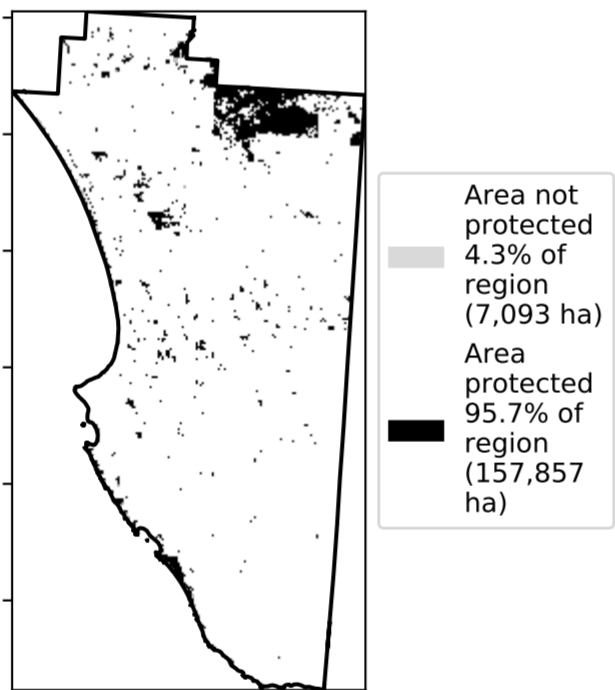 Area not
protected
4.3% of
region
(7,093 ha)
Area
protected
95.7% of
region
(157,857
ha)